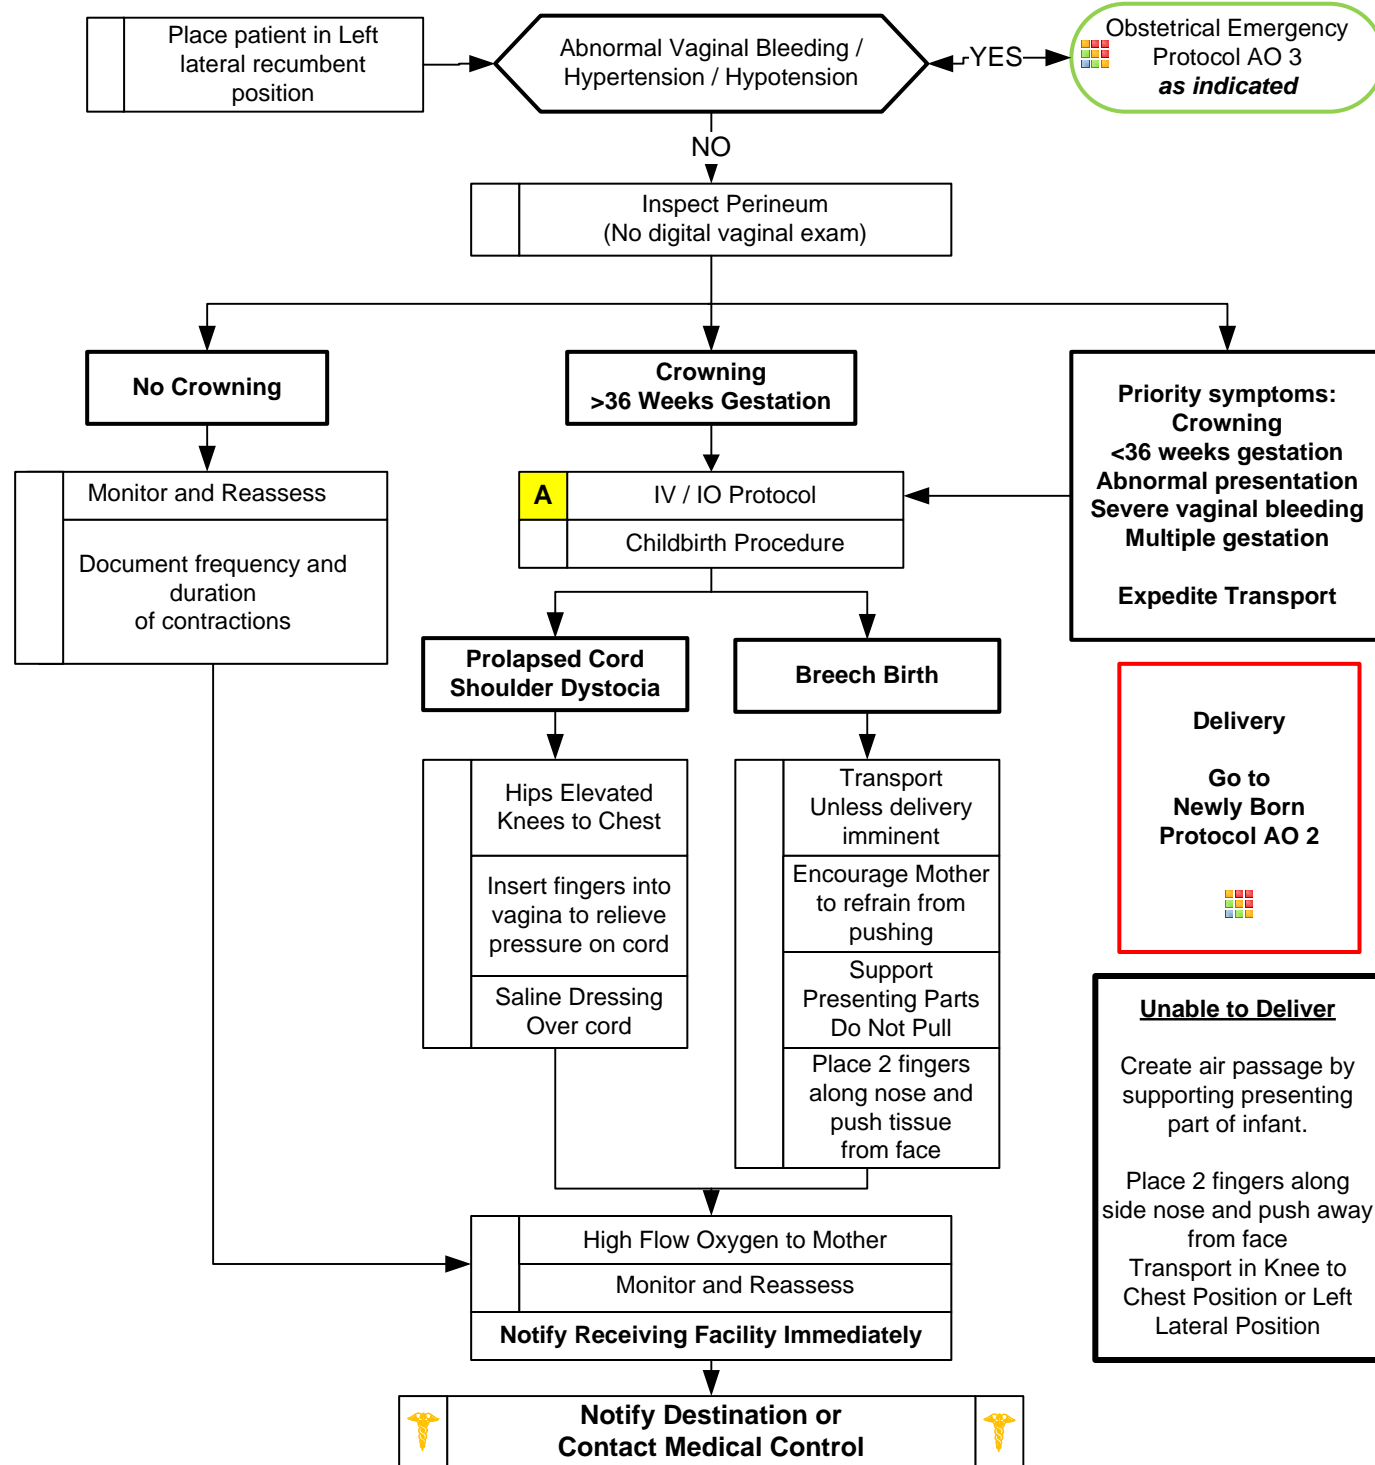 Place patient in Left
lateral recumbent
position
Abnormal Vaginal Bleeding /
Hypertension / Hypotension
YES
Obstetrical Emergency
Protocol AO 3
as indicated
NO
Inspect Perineum
(No digital vaginal exam)
No Crowning
Crowning
>36 Weeks Gestation
Priority symptoms:
Crowning
<36 weeks gestation
Abnormal presentation
Severe vaginal bleeding
Multiple gestation
Expedite Transport
Monitor and Reassess
Document frequency and
duration
of contractions
A
IV / IO Protocol
Childbirth Procedure
Prolapsed Cord
Shoulder Dystocia
Breech Birth
Hips Elevated
Knees to Chest
Insert fingers into
vagina to relieve
pressure on cord
Saline Dressing
Over cord
Transport
Unless delivery
imminent
Encourage Mother
to refrain from
pushing
Support
Presenting Parts
Do Not Pull
Place 2 fingers
along nose and
push tissue
from face
Delivery
Go to
Newly Born
Protocol AO 2
Unable to Deliver
Create air passage by
supporting presenting
part of infant.
Place 2 fingers along
side nose and push away
from face
Transport in Knee to
Chest Position or Left
Lateral Position
High Flow Oxygen to Mother
Monitor and Reassess
Notify Receiving Facility Immediately
Notify Destination or
Contact Medical Control